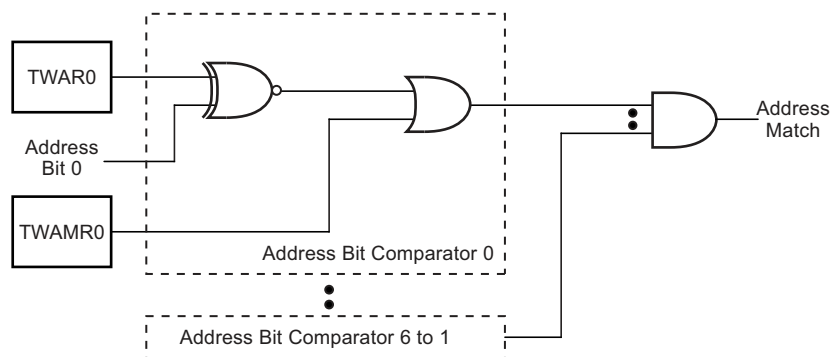 TWAR0
Address
Bit 0
TWAMR0
Address Bit Comparator 0
Address
Match
Address Bit Comparator 6 to 1